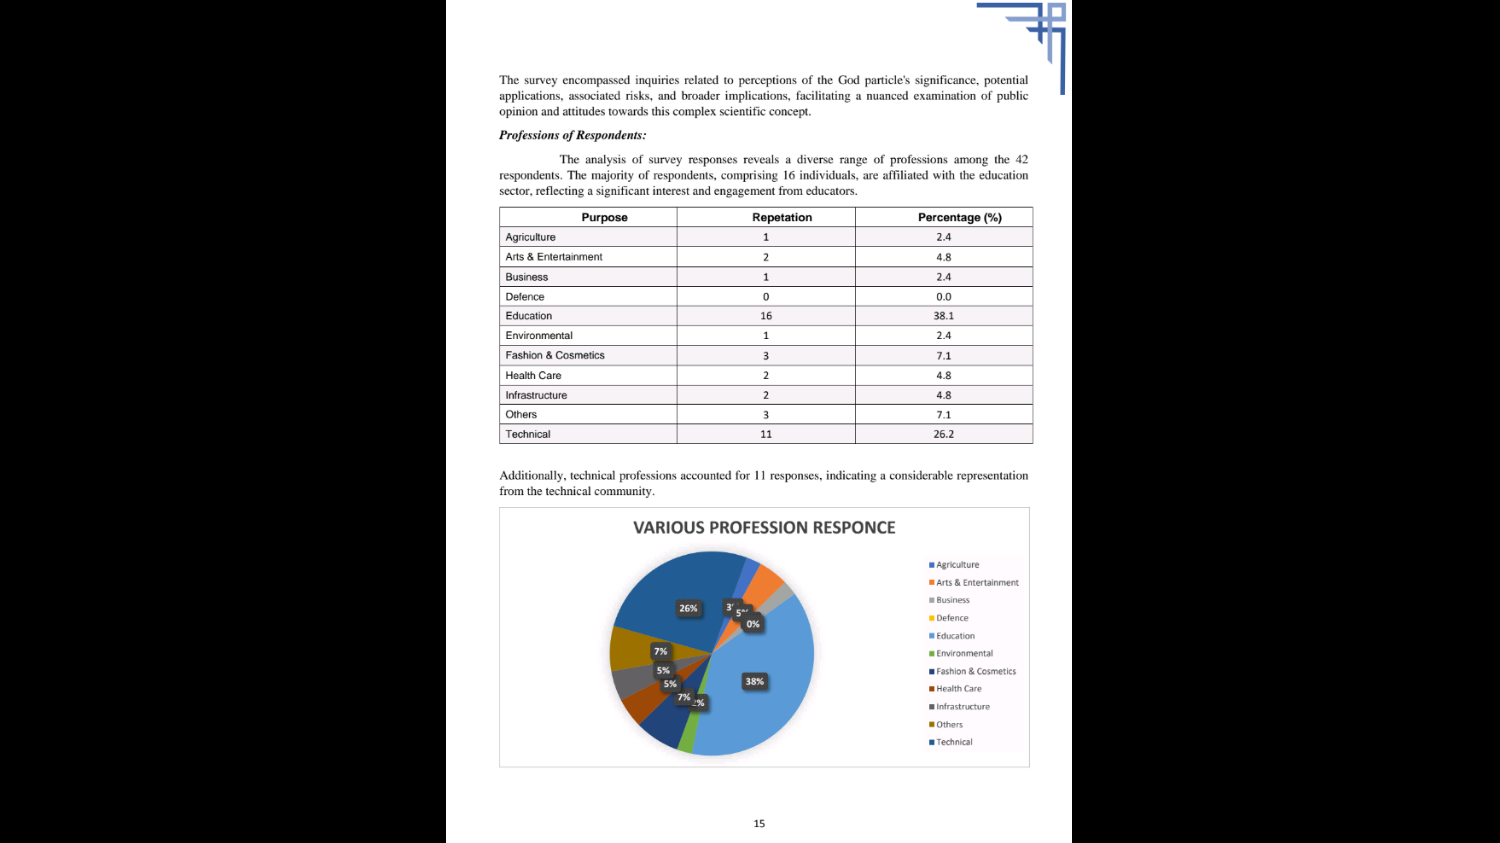 The survey encompassed inquiries related to perceptions of the God particle's significance, potential
applications, associated risks, and broader implications, facilitating a nuanced examination of public
opinion and attitudes towards this complex scientific concept.
Professions of Respondents:
The analysis of survey responses reveals a diverse range of professions among the 42
respondents. The majority of respondents, comprising 16 individuals, are affiliated with the education
sector, reflecting a significant interest and engagement from educators.
Purpose Repetation Percentage (%)
Agriculture 1 2.4
Arts & Entertainment 2 4.8
Business 1 2.4
Defence 0 0.0
Education 16 38.1
Environmental 1 2.4
Fashion & Cosmetics 3 7.1
Health Care 2 4.8
Infrastructure 2 4.8
Others 3 7.1
Technical 11 26.2
Additionally, technical professions accounted for 11 responses, indicating a considerable representation
from the technical community.
VARIOUS PROFESSION RESPONCE
26%
0%
7%
5%
5%
7%
38%
Agriculture
Arts & Entertainment
Business
Defence
Education
Environmental
Fashion & Cosmetics
Health Care
Infrastructure
Others
Technical
15